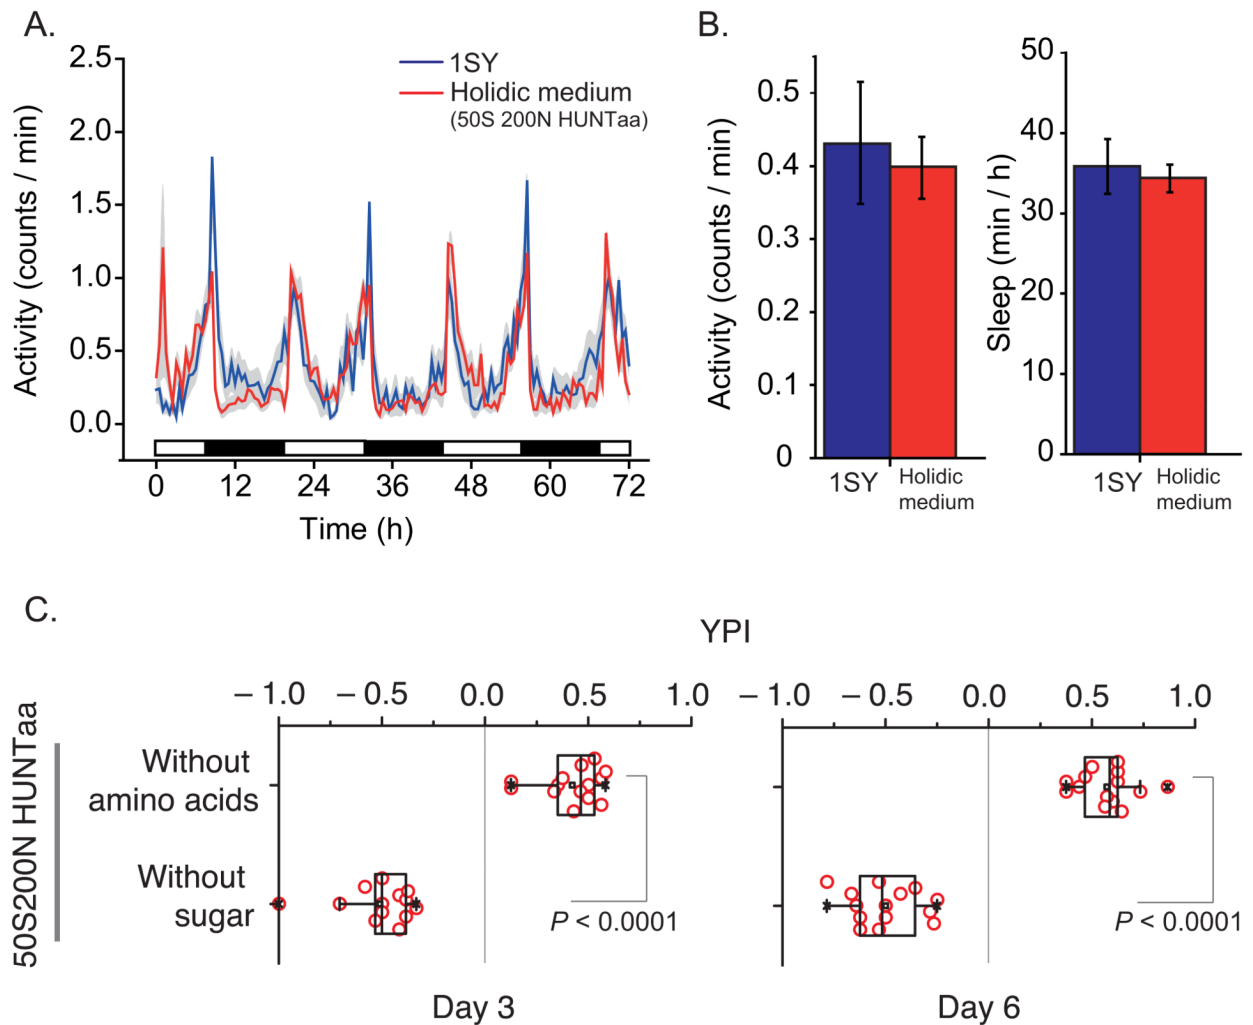 A.
2.5
2.0
1.5
1.0
0.5
0.0
Activity (counts / min)
1SY
Holidic medium
(50S 200N HUNTaa)
0 12 24 36 48 60 72
Time (h)
B.
0.5
0.4
0.3
0.2
0.1
0
Activity (counts / min)
1SY
Holidic
medium
50
40
30
20
10
0
Sleep (min / h)
1SY
Holidic
medium
C.
YPI
– 1.0 – 0.5 0.0 0.5 1.0
– 1.0 – 0.5 0.0 0.5 1.0
50S200N HUNTaa
Without
amino acids
Without
sugar
P < 0.0001
P < 0.0001
Day 3
Day 6